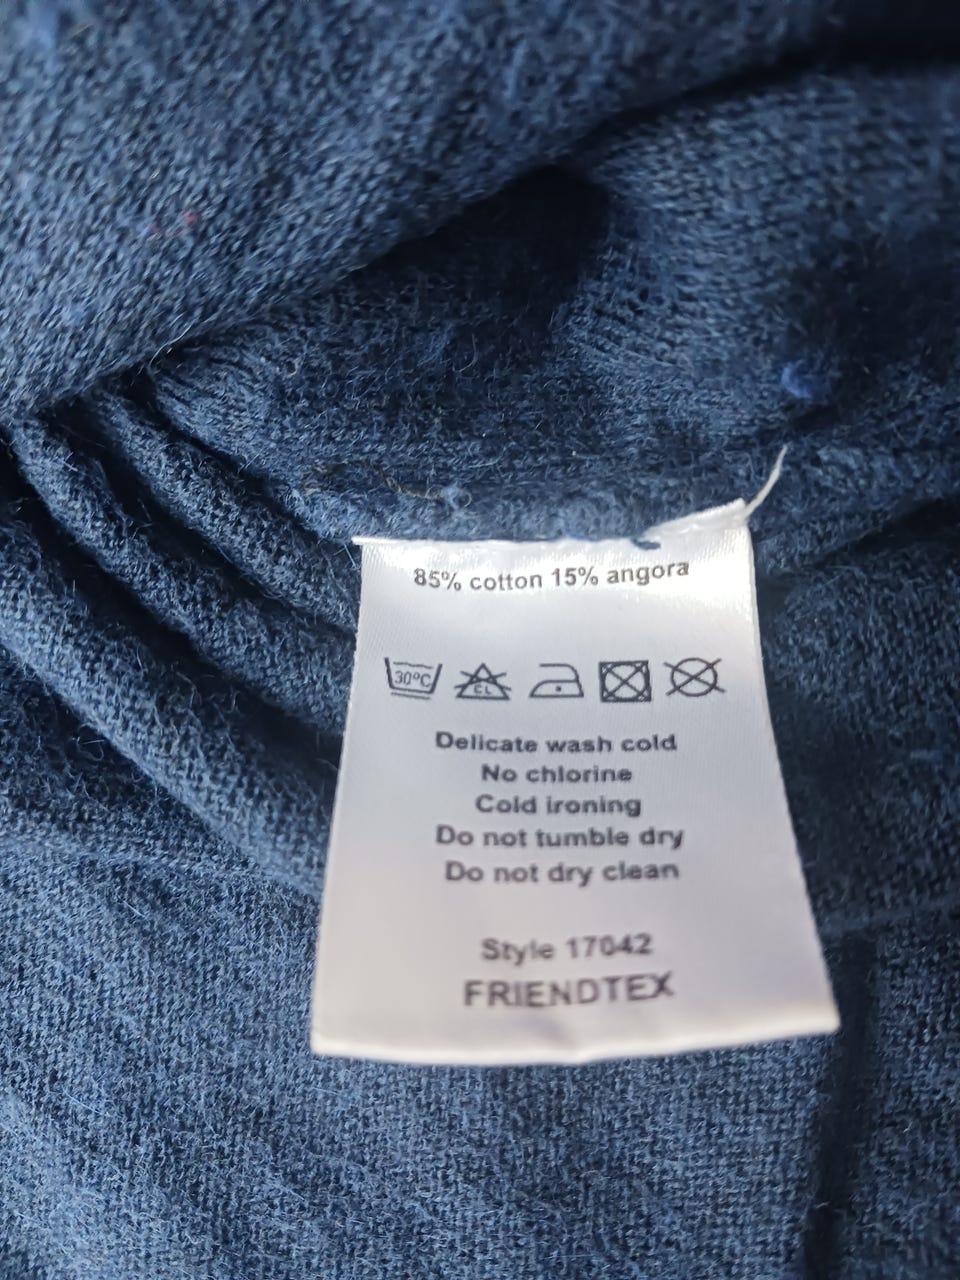 85% cotton 15% angora
30ºC CL
Delicate wash cold
No chlorine
Cold ironing
Do not tumble dry
Do not dry clean
Style 17042
FRIENDTEX